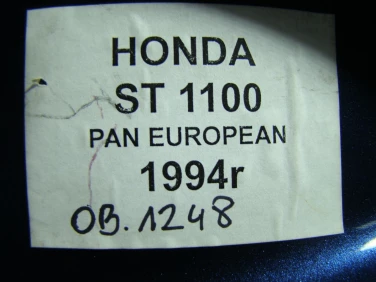 HONDA
ST 1100
PAN EUROPEAN
1994r
OB.1248